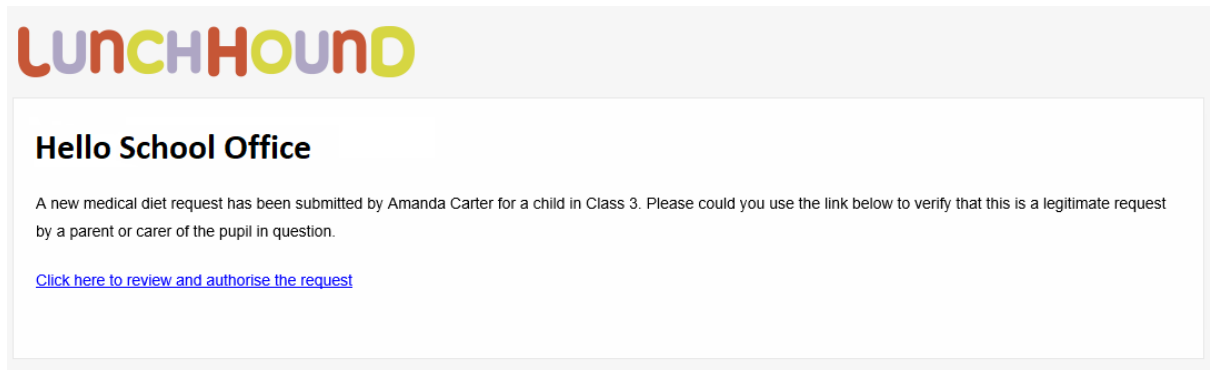 LUNCHHOUND
Hello School Office
A new medical diet request has been submitted by Amanda Carter for a child in Class 3. Please could you use the link below to verify that this is a legitimate request
by a parent or carer of the pupil in question.
Click here to review and authorise the request